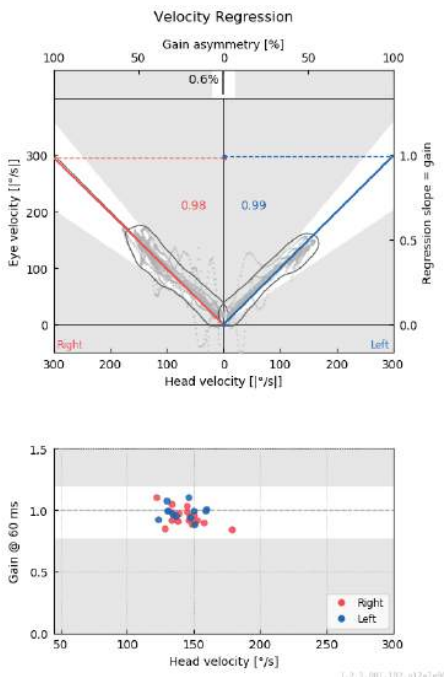 Velocity Regression
Gain asymmetry [%]
100 50 0 50 100
0.6%
Eye velocity [|°/s|]
300
200
100
0
0.98 0.99
1.0
0.5
0.0
Regression slope = gain
Right Left
300 200 100 0 100 200 300
Head velocity [|°/s|]
Gain @ 60 ms
1.5
1.0
0.5
0.0
Right
Left
50 100 150 200 250 300
Head velocity [°/s]